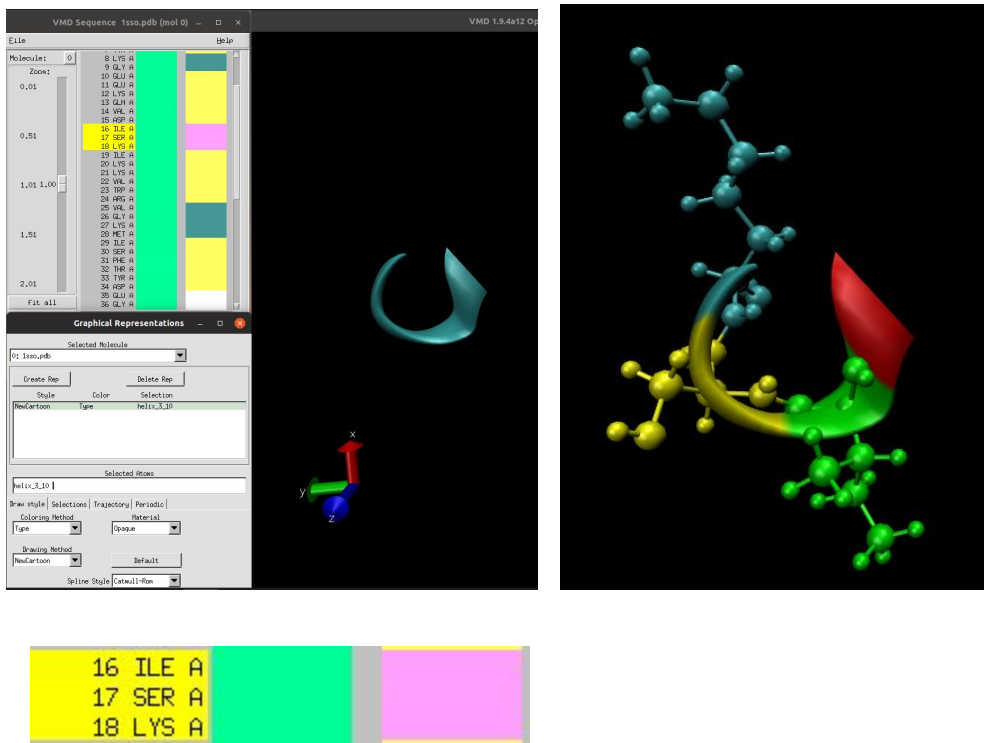 VMD Sequence 1sso.pdb (mol 0)
VMD 1.9.4a12 Op
File
Help
Molecule: 0
Zoom:
0.01
0.51
1.01 1.00
1.51
2.01
fit all
8 LYS A
9 GLY A
10 GLU A
11 GLU A
12 LYS A
13 GLN A
14 VAL A
15 ASP A
16 ILE A
17 SER A
18 LYS A
19 ILE A
20 LYS A
21 LYS A
22 VAL A
23 TRP A
24 ARG A
25 VAL A
26 GLY A
27 LYS A
28 MET A
29 ILE A
30 SER A
31 PHE A
32 THR A
33 TYR A
34 ASP A
35 GLU A
36 GLY A
Graphical Representations
Selected Molecule
0: 1sso.pdb
Create Rep
Delete Rep
Style Color Selection
NewCartoon Type helix_3_10
Selected Atoms
helix_3_10
Draw style Selections Trajectory Periodic
Coloring Method Material
Type Opaque
Drawing Method
NewCartoon Default
Spline Style Catmull-Rom
x
y
z
16 ILE A
17 SER A
18 LYS A